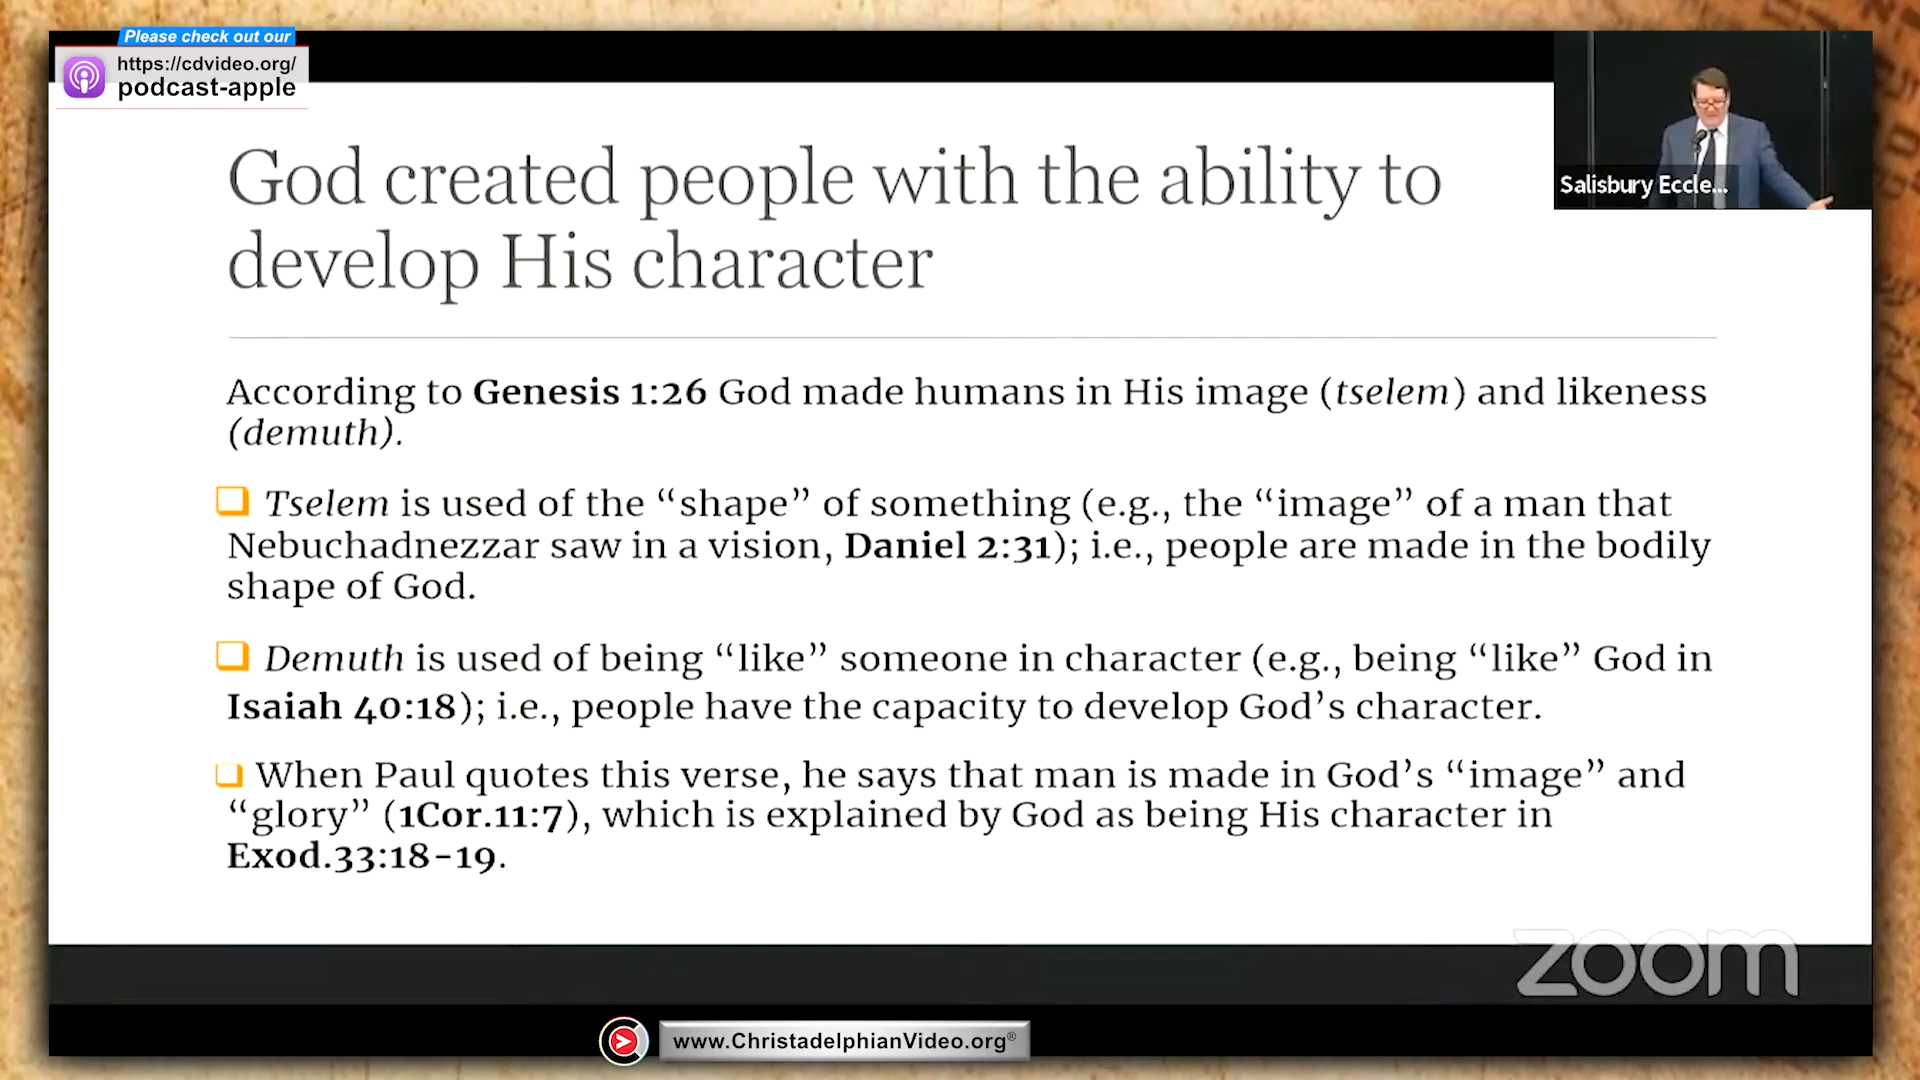 Please check out our
https://cdvideo.org/
podcast-apple
Salisbury Eccle...
God created people with the ability to
develop His character
According to Genesis 1:26 God made humans in His image (tselem) and likeness
(demuth).
Tselem is used of the “shape” of something (e.g., the “image” of a man that
Nebuchadnezzar saw in a vision, Daniel 2:31); i.e., people are made in the bodily
shape of God.
Demuth is used of being “like” someone in character (e.g., being “like” God in
Isaiah 40:18); i.e., people have the capacity to develop God’s character.
When Paul quotes this verse, he says that man is made in God’s “image” and
“glory” (1Cor.11:7), which is explained by God as being His character in
Exod.33:18-19.
zoom
www.ChristadelphianVideo.org®